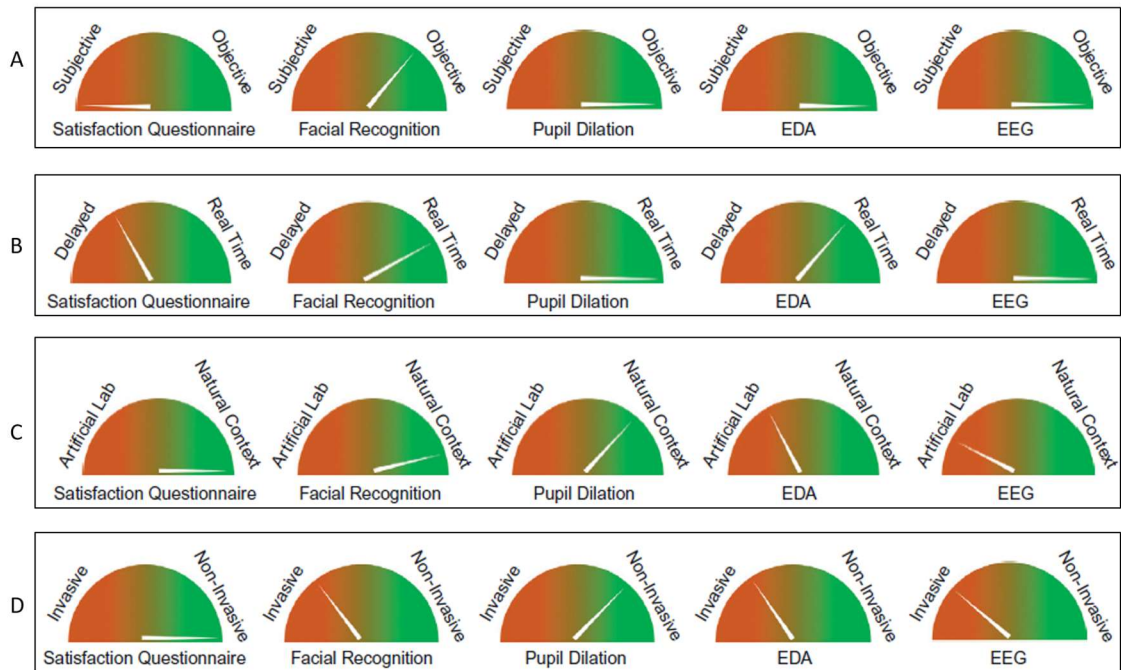 A
Subjective Objective Subjective Objective Subjective Objective Subjective Objective Subjective Objective
Satisfaction Questionnaire Facial Recognition Pupil Dilation EDA EEG
B
Delayed Real Time Delayed Real Time Delayed Real Time Delayed Real Time Delayed Real Time
Satisfaction Questionnaire Facial Recognition Pupil Dilation EDA EEG
C
Artificial Lab Natural Context Artificial Lab Natural Context Artificial Lab Natural Context Artificial Lab Natural Context Artificial Lab Natural Context
Satisfaction Questionnaire Facial Recognition Pupil Dilation EDA EEG
D
Invasive Non-Invasive Invasive Non-Invasive Invasive Non-Invasive Invasive Non-Invasive Invasive Non-Invasive
Satisfaction Questionnaire Facial Recognition Pupil Dilation EDA EEG